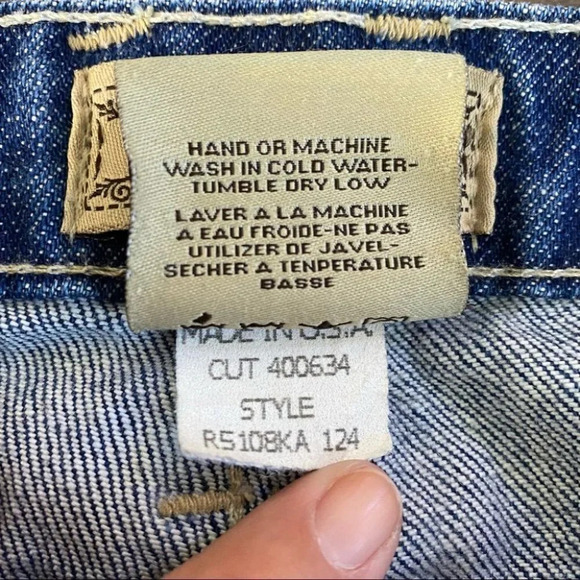 HAND OR MACHINE
WASH IN COLD WATER-
TUMBLE DRY LOW
LAVER A LA MACHINE
A EAU FROIDE-NE PAS
UTILIZER DE JAVEL-
SECHER A TENPERATURE
BASSE
MADE IN U.S.A.
CUT 400634
STYLE
R5108KA 124